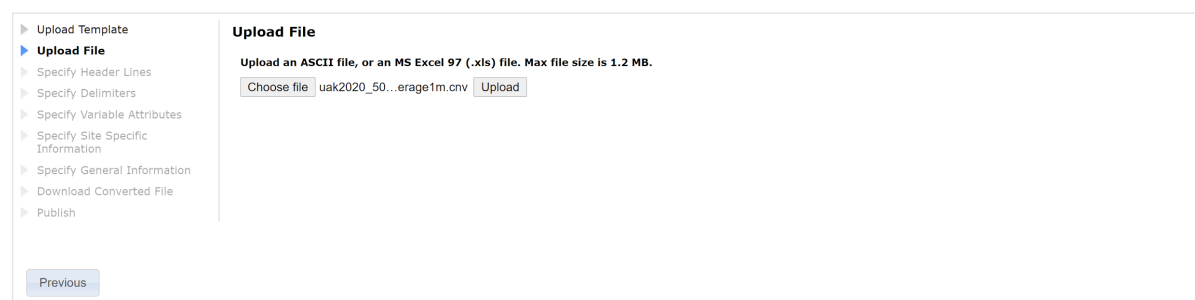 Upload Template
Upload File
Specify Header Lines
Specify Delimiters
Specify Variable Attributes
Specify Site Specific
Information
Specify General Information
Download Converted File
Publish
Upload File
Upload an ASCII file, or an MS Excel 97 (.xls) file. Max file size is 1.2 MB.
Choose file uak2020_50…erage1m.cnv Upload
Previous